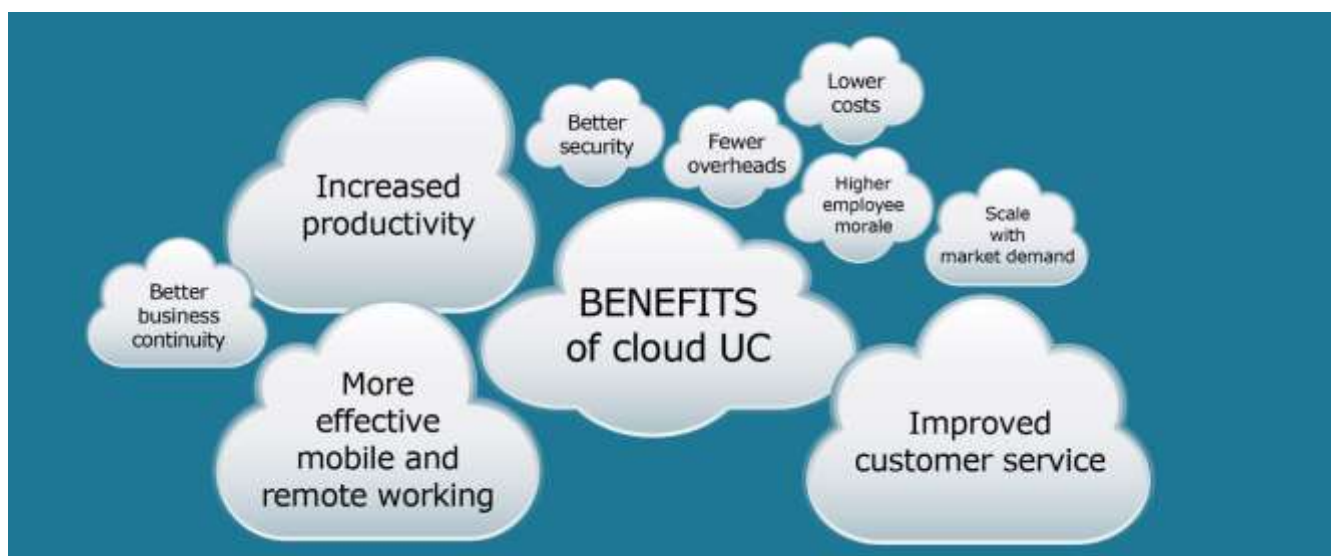 Lower
costs
Better
security
Fewer
overheads
Increased
productivity
Higher
employee
morale
Scale
with
market demand
Better
business
continuity
BENEFITS
of cloud UC
More
effective
mobile and
remote working
Improved
customer service